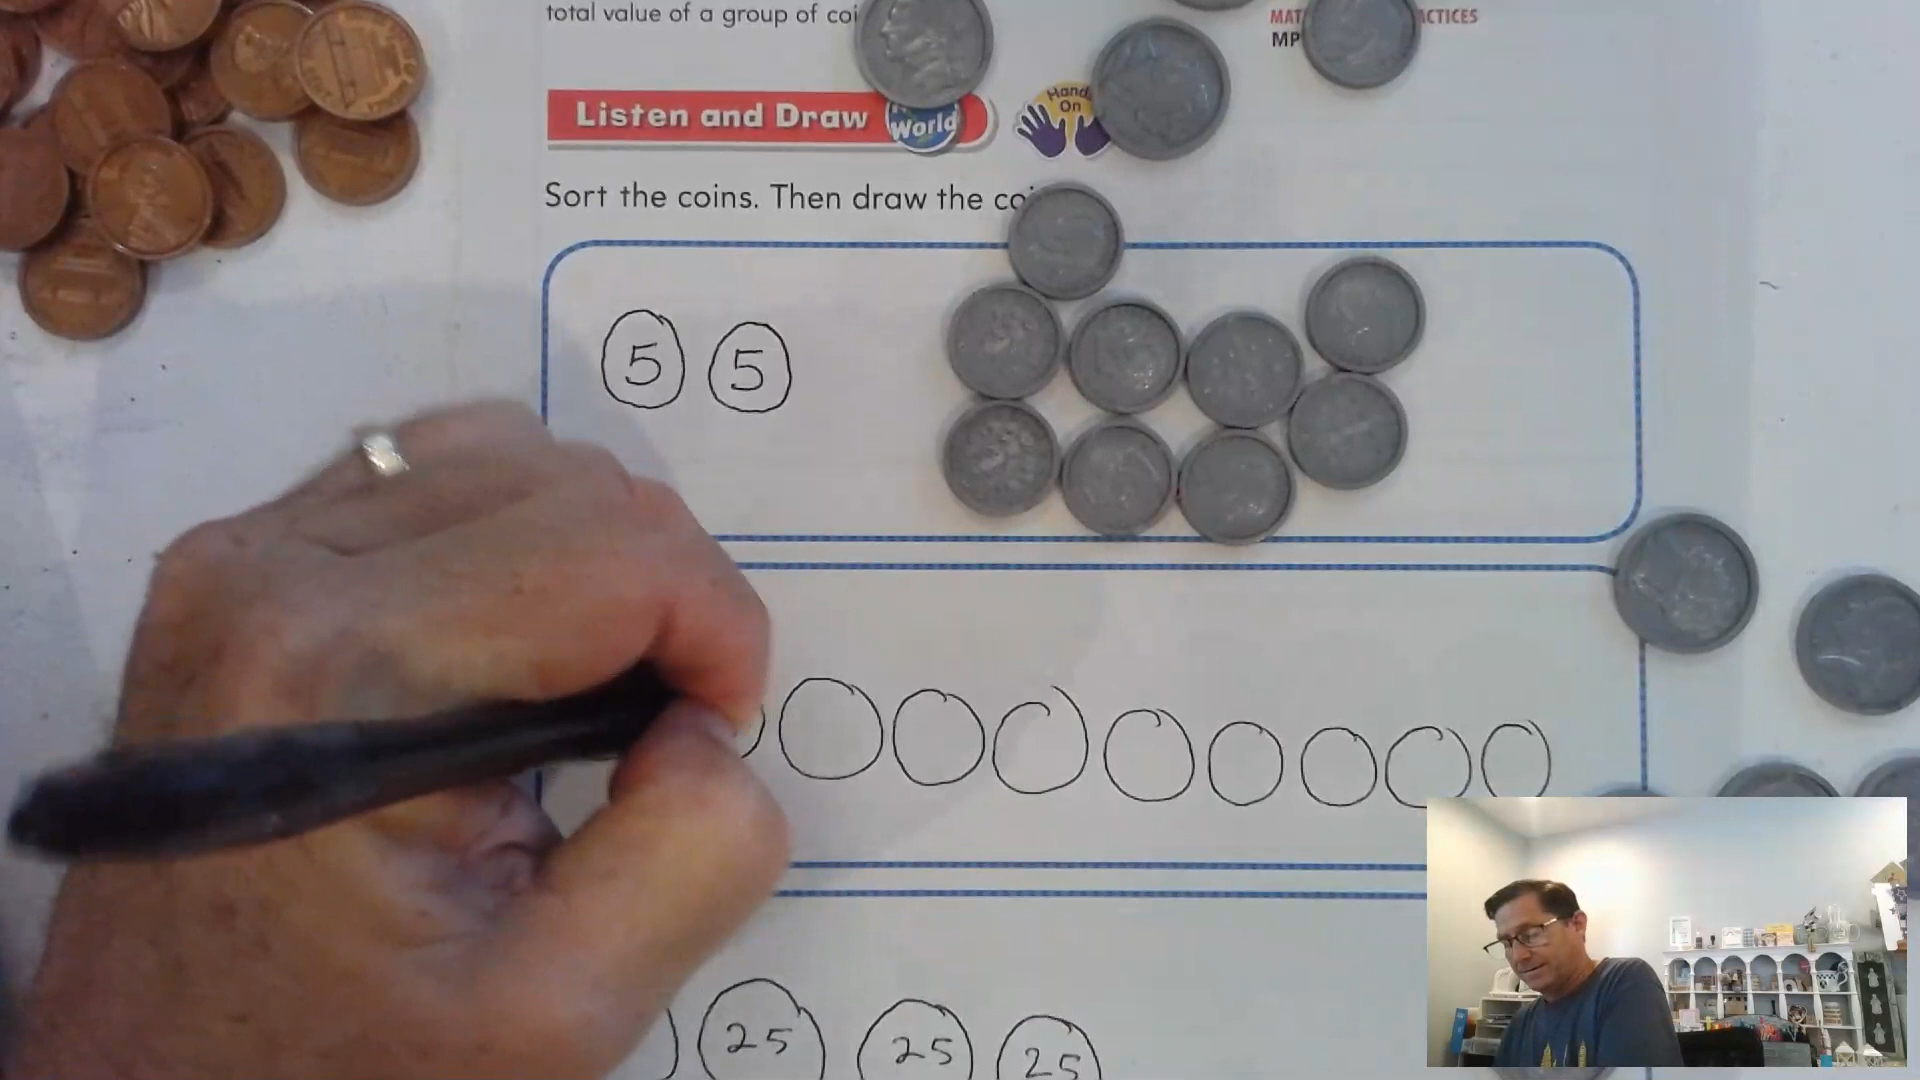 total value of a group of coi
MAT ACTICES
MP
Listen and Draw World
Hands On
Sort the coins. Then draw the co
5 5
25 25 25